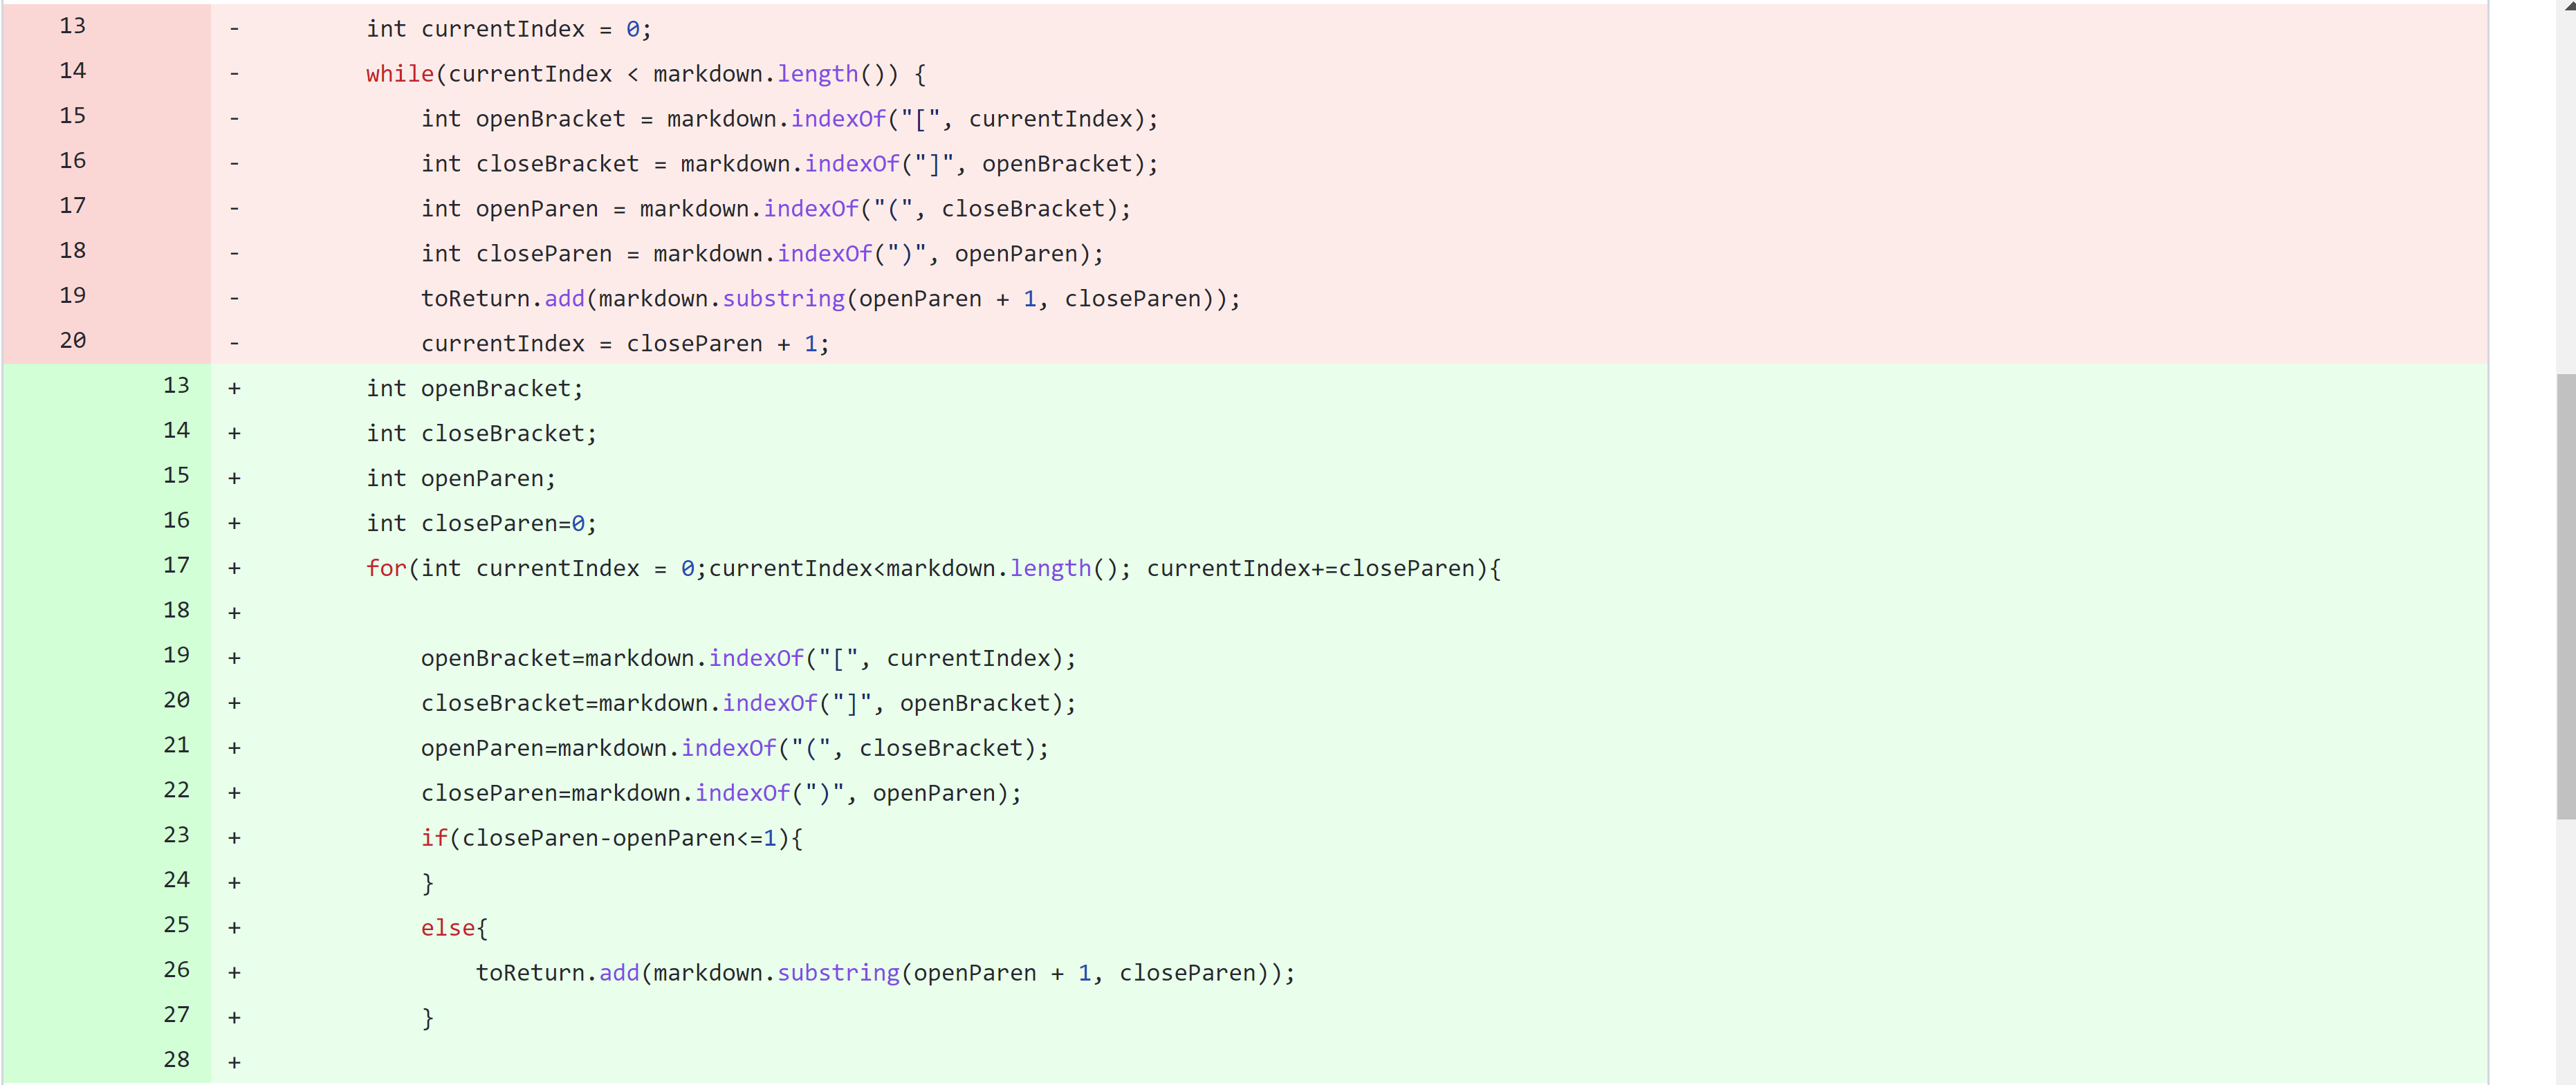 13 -         int currentIndex = 0;
14 -         while(currentIndex < markdown.length()) {
15 -             int openBracket = markdown.indexOf("[", currentIndex);
16 -             int closeBracket = markdown.indexOf("]", openBracket);
17 -             int openParen = markdown.indexOf("(", closeBracket);
18 -             int closeParen = markdown.indexOf(")", openParen);
19 -             toReturn.add(markdown.substring(openParen + 1, closeParen));
20 -             currentIndex = closeParen + 1;
13 +         int openBracket;
14 +         int closeBracket;
15 +         int openParen;
16 +         int closeParen=0;
17 +         for(int currentIndex = 0;currentIndex<markdown.length(); currentIndex+=closeParen){
18 +
19 +             openBracket=markdown.indexOf("[", currentIndex);
20 +             closeBracket=markdown.indexOf("]", openBracket);
21 +             openParen=markdown.indexOf("(", closeBracket);
22 +             closeParen=markdown.indexOf(")", openParen);
23 +             if(closeParen-openParen<=1){
24 +             }
25 +             else{
26 +                 toReturn.add(markdown.substring(openParen + 1, closeParen));
27 +             }
28 +